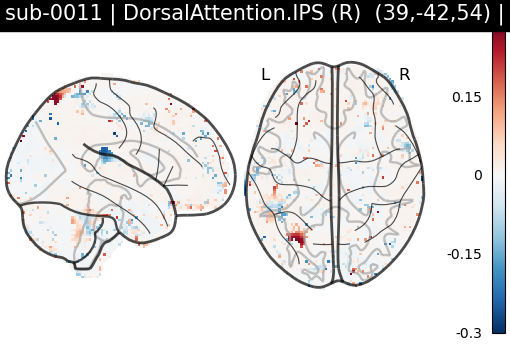 sub-0011 | DorsalAttention.IPS (R)  (39,-42,54) |
L R
0.15
0
-0.15
-0.3